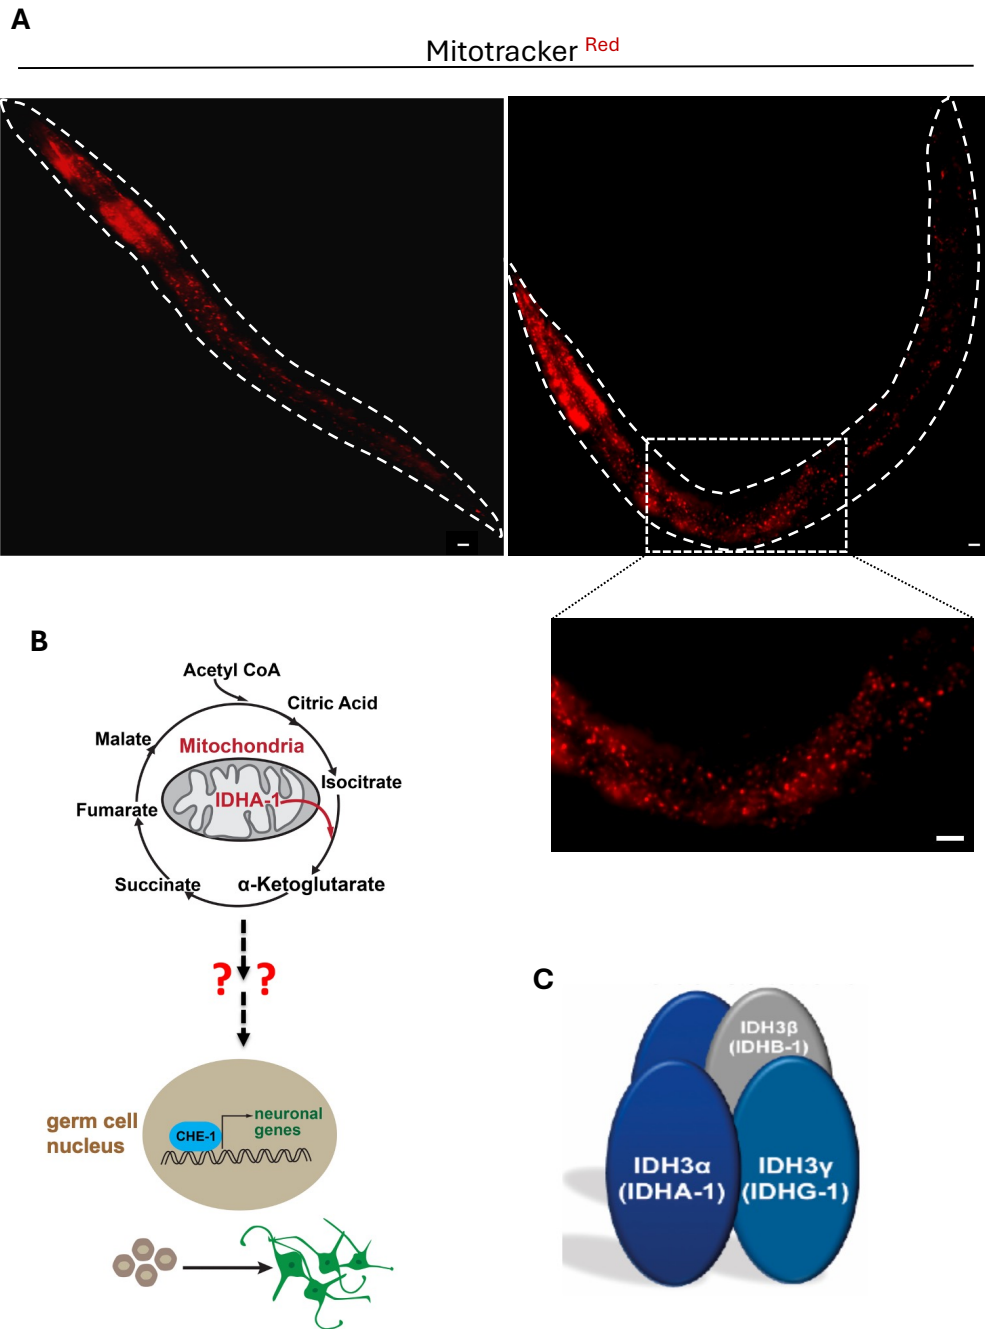 A
Mitotracker Red
B
Acetyl CoA
Citric Acid
Malate
Mitochondria
Isocitrate
IDHA-1
Fumarate
Succinate
α-Ketoglutarate
? ?
germ cell
nucleus
CHE-1
neuronal
genes
C
IDH3β
(IDHB-1)
IDH3α
(IDHA-1)
IDH3γ
(IDHG-1)